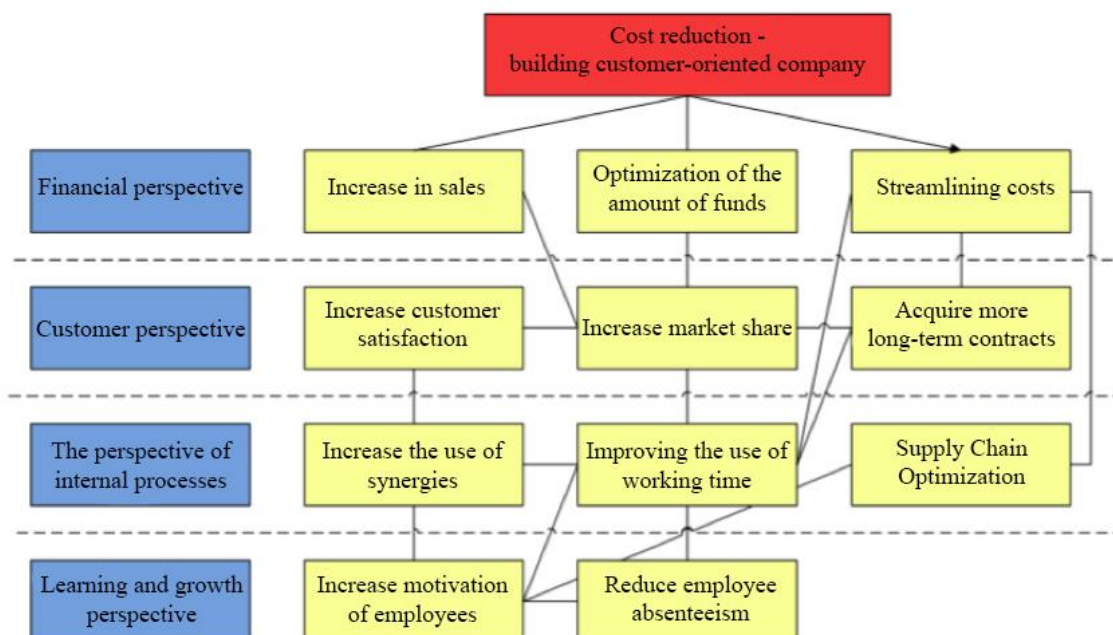 Cost reduction -
building customer-oriented company
Financial perspective
Increase in sales
Optimization of the
amount of funds
Streamlining costs
Customer perspective
Increase customer
satisfaction
Increase market share
Acquire more
long-term contracts
The perspective of
internal processes
Increase the use of
synergies
Improving the use of
working time
Supply Chain
Optimization
Learning and growth
perspective
Increase motivation
of employees
Reduce employee
absenteeism